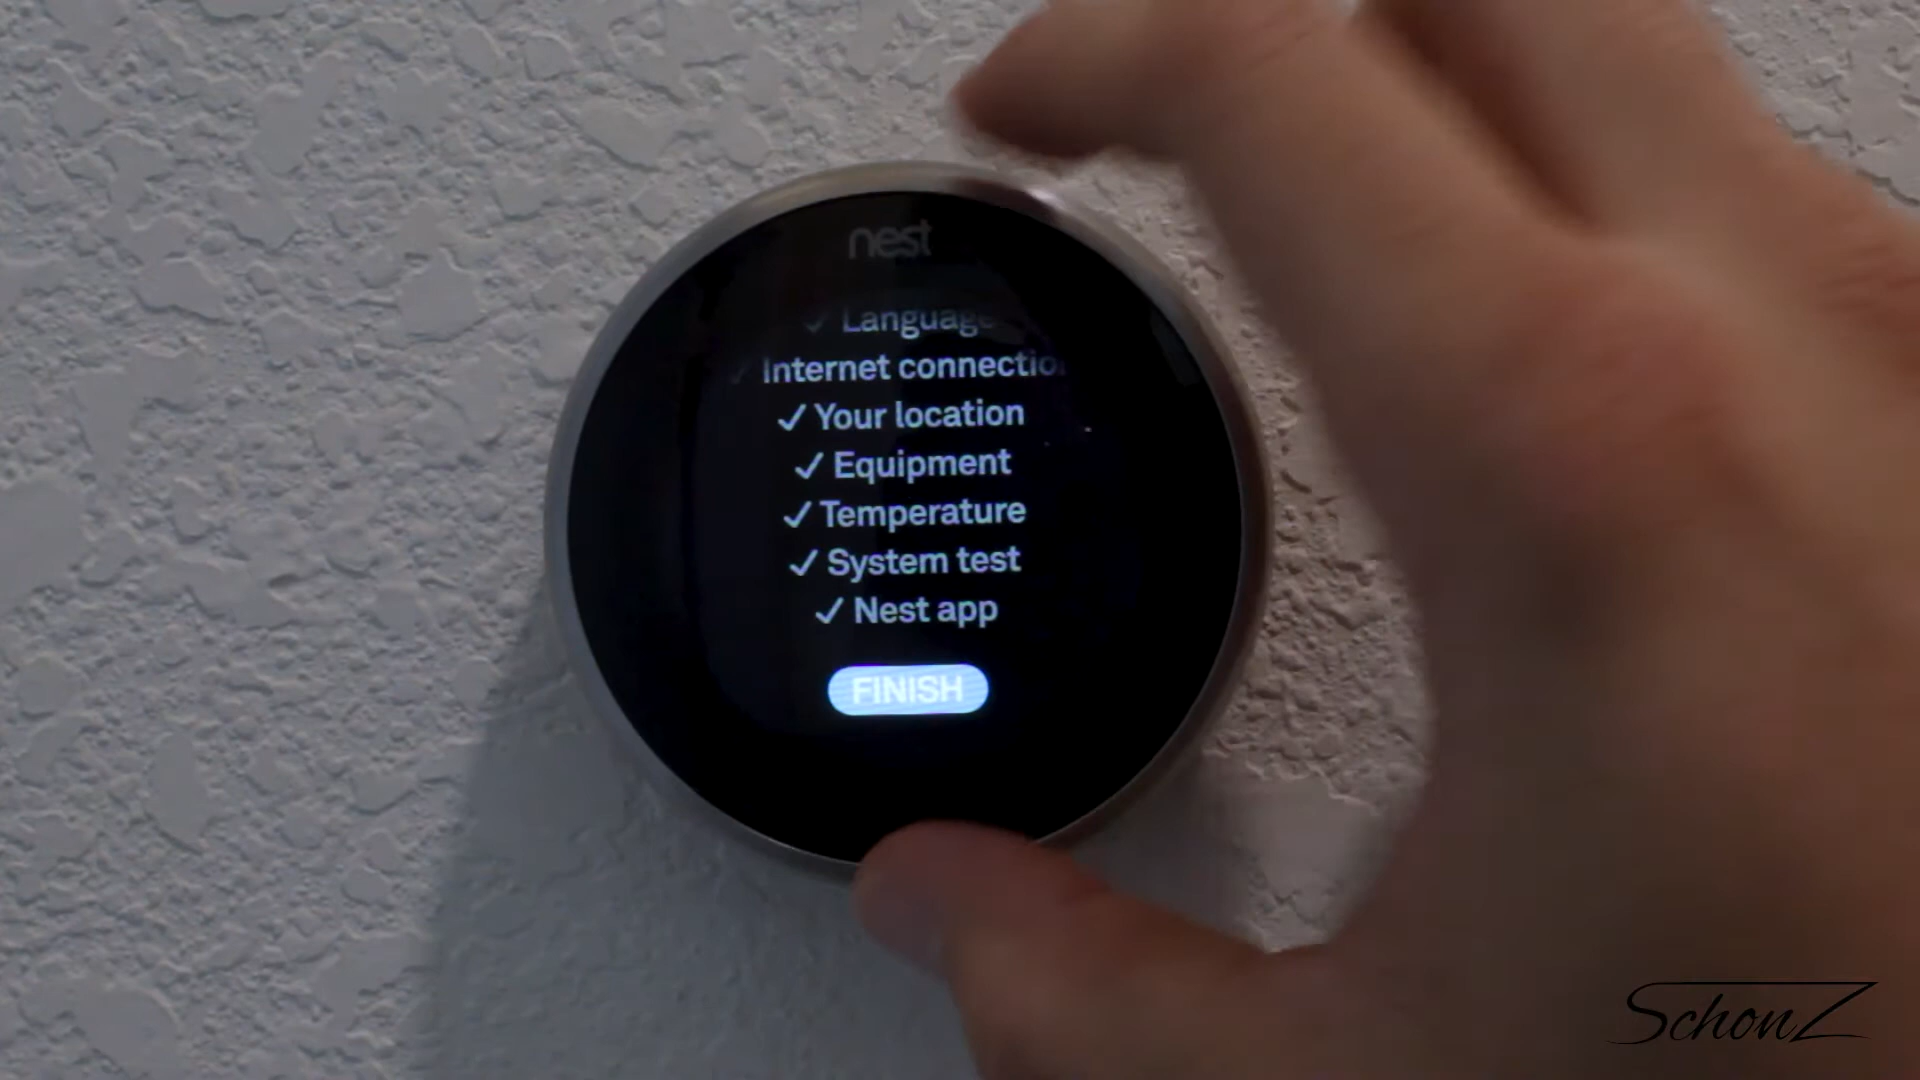 nest
✓ Language
✓ Internet connection
✓ Your location
✓ Equipment
✓ Temperature
✓ System test
✓ Nest app
FINISH
SchonZ